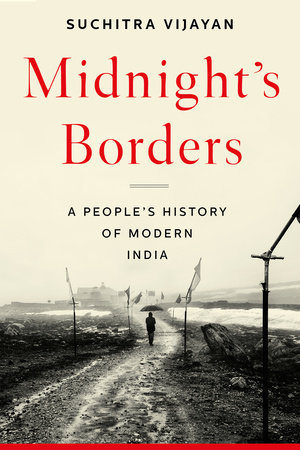 SUCHITRA VIJAYAN
Midnight's
Borders
A PEOPLE'S HISTORY
OF MODERN
INDIA